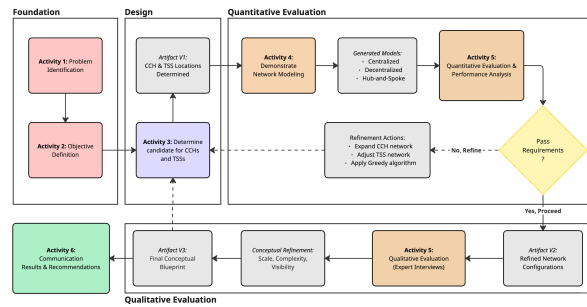 Foundation
Design
Quantitative Evaluation
Activity 1: Problem
Identification
Artifact V1:
CCH & TSS Locations
Determined
Activity 4:
Demonstrate
Network Modeling
Generated Models:
· Centralized
· Decentralized
· Hub-and-Spoke
Activity 5:
Quantitative Evaluation &
Performance Analysis
Activity 2: Objective
Definition
Activity 3: Determine
candidate for CCHs
and TSSs
Refinement Actions:
· Expand CCH network
· Adjust TSS network
· Apply Greedy algorithm
No, Refine
Pass
Requirements
?
Yes, Proceed
Activity 6:
Communication
Results & Recommendations
Artifact V3:
Final Conceptual
Blueprint
Conceptual Refinement:
Scale, Complexity,
Visibility
Activity 5:
Qualitative Evaluation
(Expert Interviews)
Artifact V2:
Refined Network
Configurations
Qualitative Evaluation